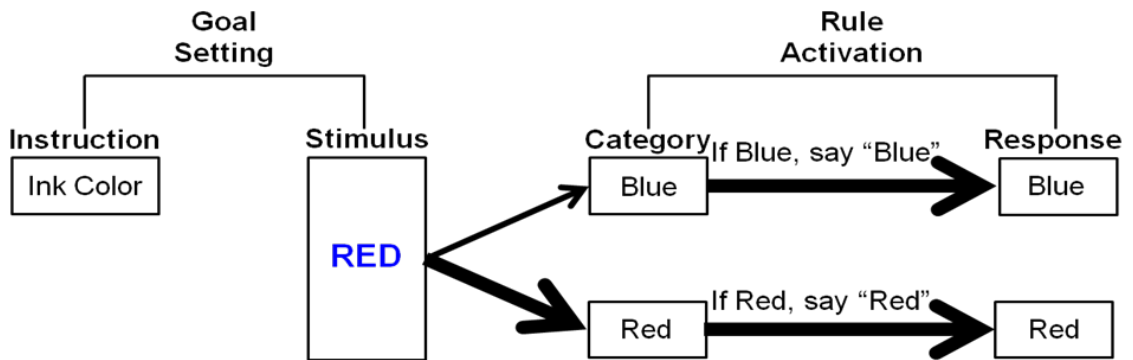 Goal
Setting
Rule
Activation
Instruction
Stimulus
Category
Response
Ink Color
RED
Blue
If Blue, say “Blue”
Blue
Red
If Red, say “Red”
Red